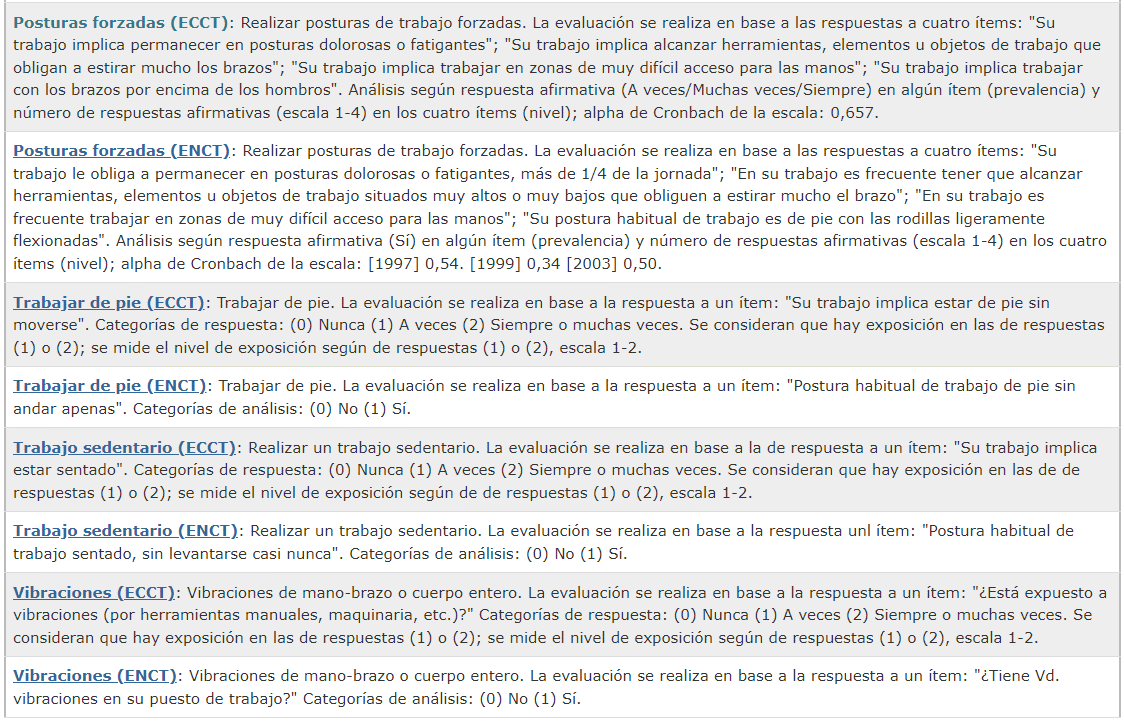 Posturas forzadas (ECCT): Realizar posturas de trabajo forzadas. La evaluación se realiza en base a las respuestas a cuatro ítems: "Su
trabajo implica permanecer en posturas dolorosas o fatigantes"; "Su trabajo implica alcanzar herramientas, elementos u objetos de trabajo que
obligan a estirar mucho los brazos"; "Su trabajo implica trabajar en zonas de muy difícil acceso para las manos"; "Su trabajo implica trabajar
con los brazos por encima de los hombros". Análisis según respuesta afirmativa (A veces/Muchas veces/Siempre) en algún ítem (prevalencia) y
número de respuestas afirmativas (escala 1-4) en los cuatro ítems (nivel); alpha de Cronbach de la escala: 0,657.
Posturas forzadas (ENCT): Realizar posturas de trabajo forzadas. La evaluación se realiza en base a las respuestas a cuatro ítems: "Su
trabajo le obliga a permanecer en posturas dolorosas o fatigantes, más de 1/4 de la jornada"; "En su trabajo es frecuente tener que alcanzar
herramientas, elementos u objetos de trabajo situados muy altos o muy bajos que obliguen a estirar mucho el brazo"; "En su trabajo es
frecuente trabajar en zonas de muy difícil acceso para las manos"; "Su postura habitual de trabajo es de pie con las rodillas ligeramente
flexionadas". Análisis según respuesta afirmativa (Sí) en algún ítem (prevalencia) y número de respuestas afirmativas (escala 1-4) en los cuatro
ítems (nivel); alpha de Cronbach de la escala: [1997] 0,54. [1999] 0,34 [2003] 0,50.
Trabajar de pie (ECCT): Trabajar de pie. La evaluación se realiza en base a la respuesta a un ítem: "Su trabajo implica estar de pie sin
moverse". Categorías de respuesta: (0) Nunca (1) A veces (2) Siempre o muchas veces. Se consideran que hay exposición en las de respuestas
(1) o (2); se mide el nivel de exposición según de respuestas (1) o (2), escala 1-2.
Trabajar de pie (ENCT): Trabajar de pie. La evaluación se realiza en base a la respuesta a un ítem: "Postura habitual de trabajo de pie sin
andar apenas". Categorías de análisis: (0) No (1) Sí.
Trabajo sedentario (ECCT): Realizar un trabajo sedentario. La evaluación se realiza en base a la de respuesta a un ítem: "Su trabajo implica
estar sentado". Categorías de respuesta: (0) Nunca (1) A veces (2) Siempre o muchas veces. Se consideran que hay exposición en las de de
respuestas (1) o (2); se mide el nivel de exposición según de de respuestas (1) o (2), escala 1-2.
Trabajo sedentario (ENCT): Realizar un trabajo sedentario. La evaluación se realiza en base a la respuesta unl ítem: "Postura habitual de
trabajo sentado, sin levantarse casi nunca". Categorías de análisis: (0) No (1) Sí.
Vibraciones (ECCT): Vibraciones de mano-brazo o cuerpo entero. La evaluación se realiza en base a la respuesta a un ítem: "¿Está expuesto a
vibraciones (por herramientas manuales, maquinaria, etc.)?" Categorías de respuesta: (0) Nunca (1) A veces (2) Siempre o muchas veces. Se
consideran que hay exposición en las de respuestas (1) o (2); se mide el nivel de exposición según de respuestas (1) o (2), escala 1-2.
Vibraciones (ENCT): Vibraciones de mano-brazo o cuerpo entero. La evaluación se realiza en base a la respuesta a un ítem: "¿Tiene Vd.
vibraciones en su puesto de trabajo?" Categorías de análisis: (0) No (1) Sí.